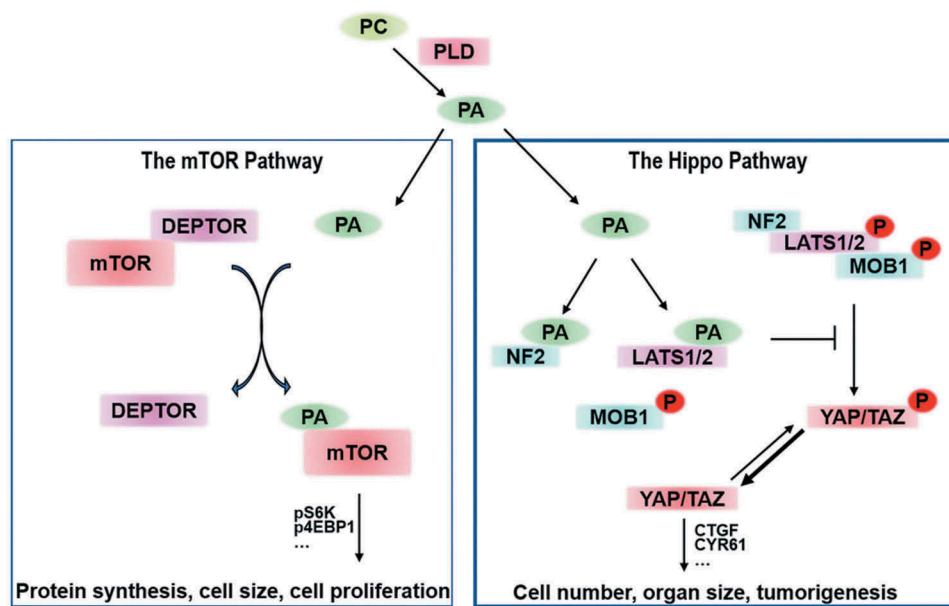 PC
PLD
PA
The mTOR Pathway
DEPTOR
mTOR
PA
DEPTOR
PA
mTOR
pS6K
p4EBP1
...
Protein synthesis, cell size, cell proliferation
The Hippo Pathway
PA
NF2
P
LATS1/2
P
MOB1
PA
NF2
PA
LATS1/2
MOB1
P
P
YAP/TAZ
YAP/TAZ
CTGF
CYR61
...
Cell number, organ size, tumorigenesis